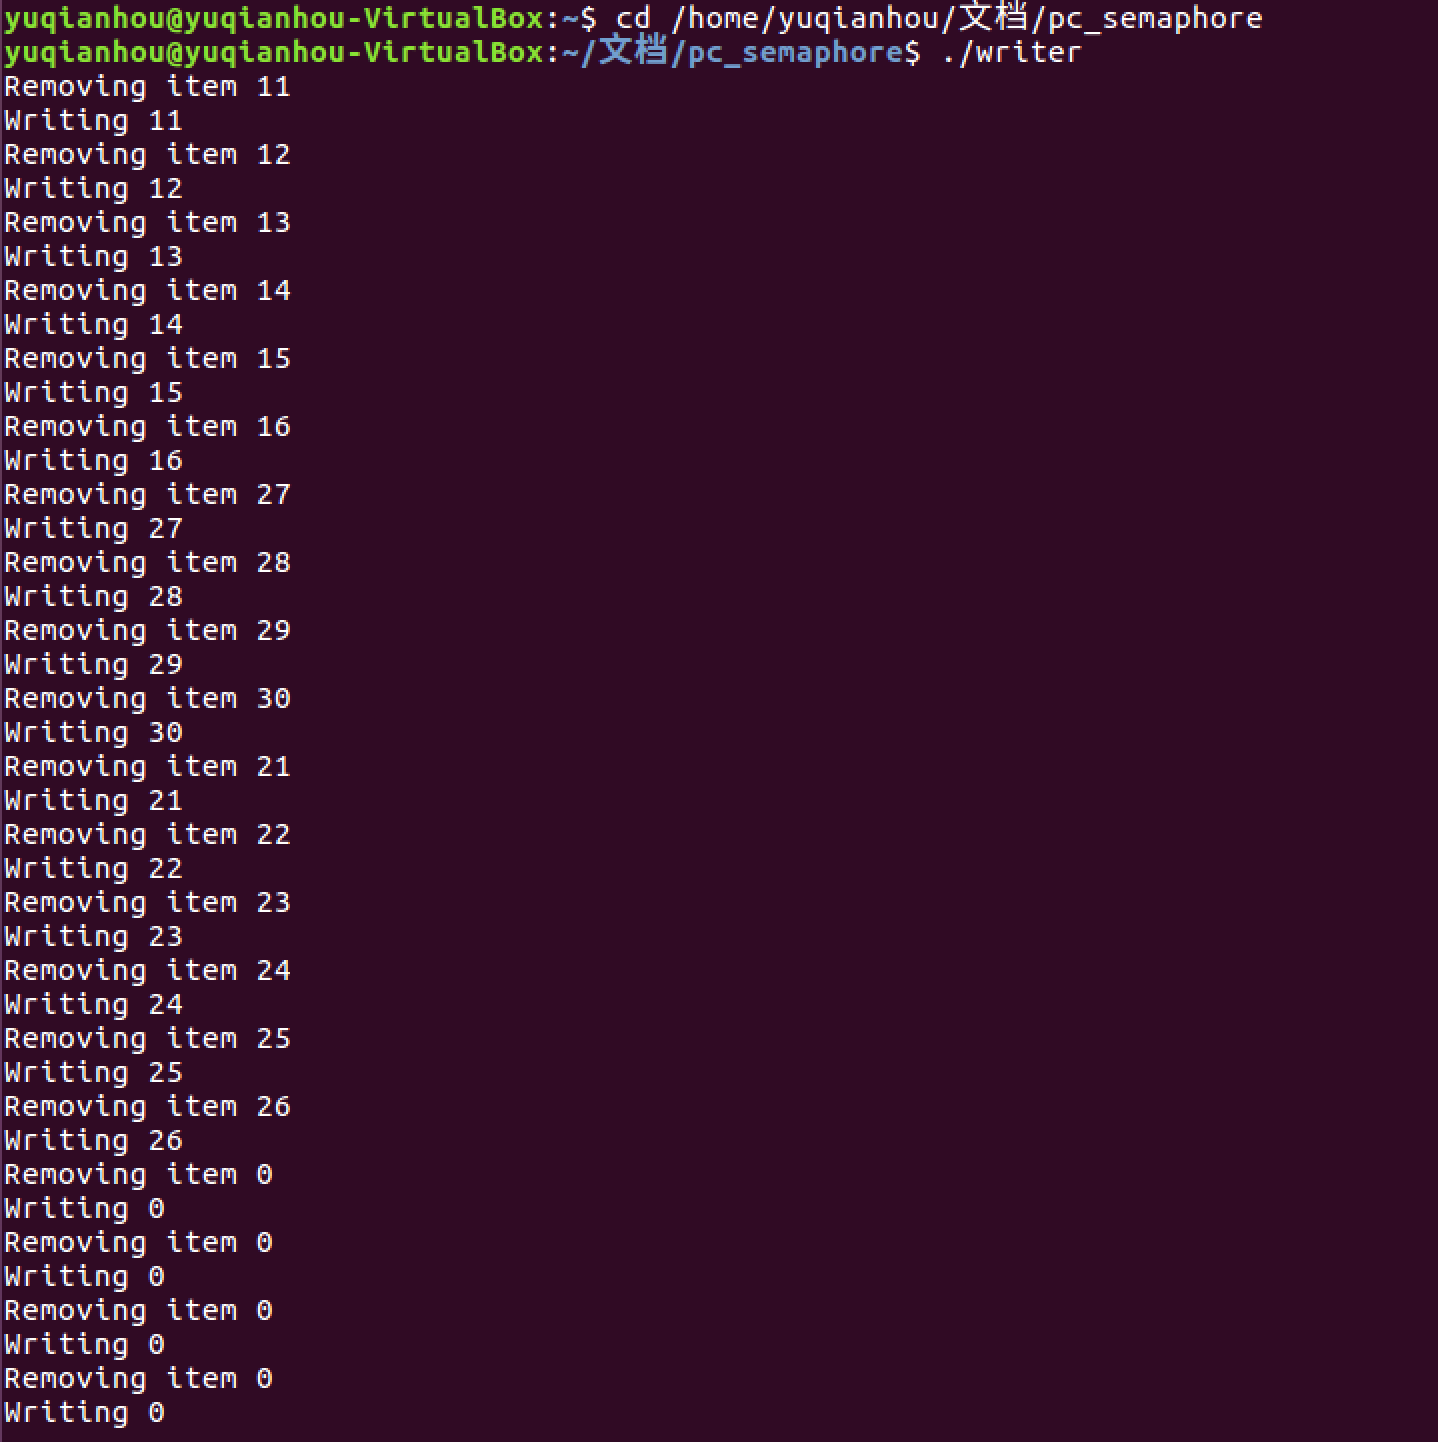 yuqianhou@yuqianhou-VirtualBox:~$ cd /home/yuqianhou/文档/pc_semaphore
yuqianhou@yuqianhou-VirtualBox:~/文档/pc_semaphore$ ./writer
Removing item 11
Writing 11
Removing item 12
Writing 12
Removing item 13
Writing 13
Removing item 14
Writing 14
Removing item 15
Writing 15
Removing item 16
Writing 16
Removing item 27
Writing 27
Removing item 28
Writing 28
Removing item 29
Writing 29
Removing item 30
Writing 30
Removing item 21
Writing 21
Removing item 22
Writing 22
Removing item 23
Writing 23
Removing item 24
Writing 24
Removing item 25
Writing 25
Removing item 26
Writing 26
Removing item 0
Writing 0
Removing item 0
Writing 0
Removing item 0
Writing 0
Removing item 0
Writing 0